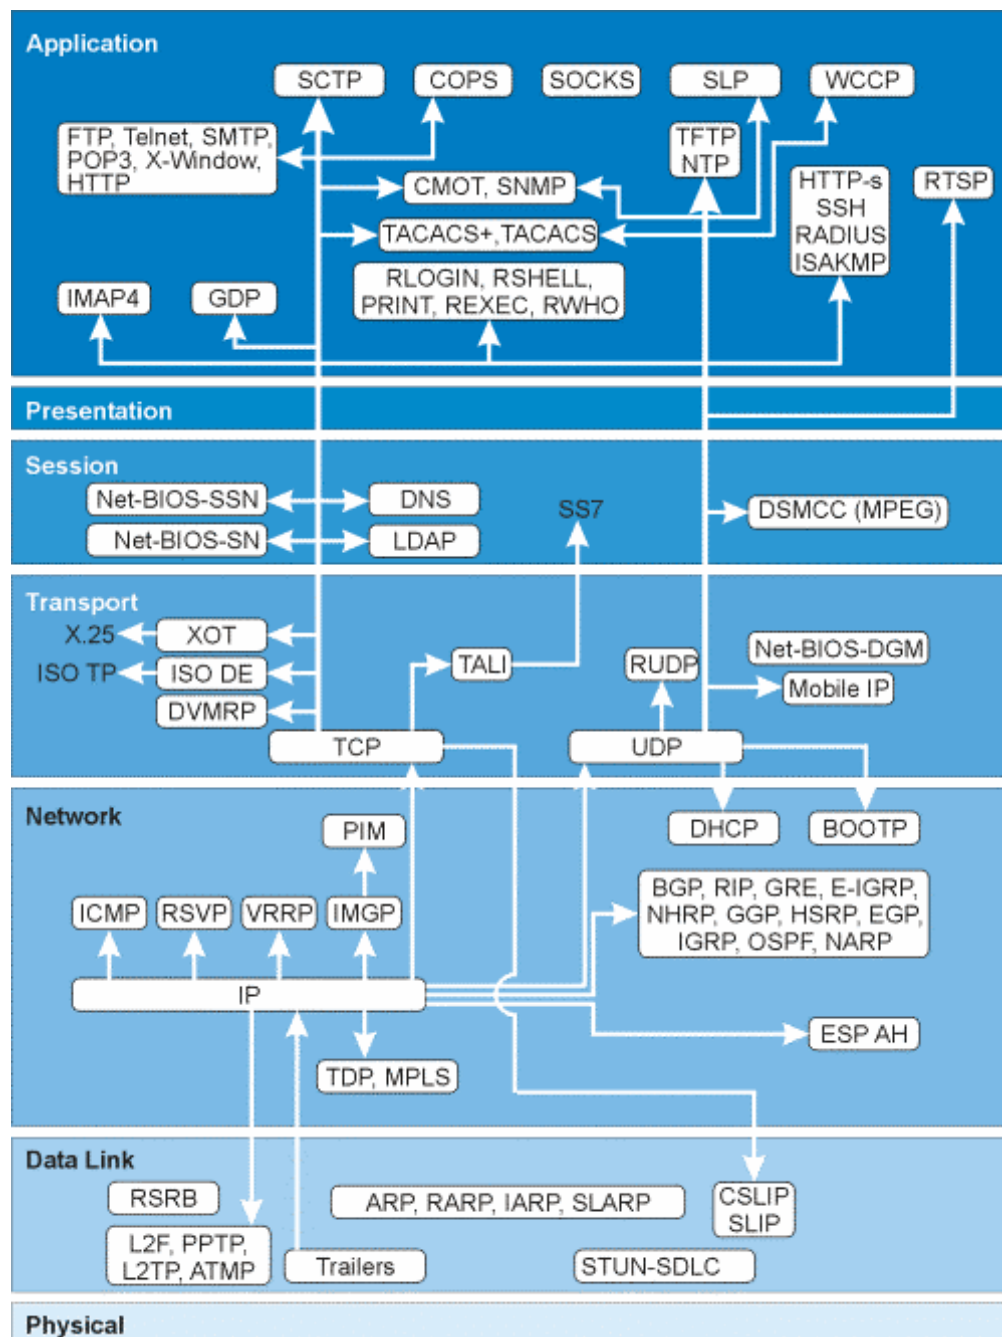 Application
SCTP
COPS
SOCKS
SLP
WCCP
FTP, Telnet, SMTP,
POP3, X-Window,
HTTP
TFTP
NTP
CMOT, SNMP
HTTP-s
SSH
RADIUS
ISAKMP
RTSP
TACACS+,TACACS
RLOGIN, RSHELL,
PRINT, REXEC, RWHO
IMAP4
GDP
Presentation
Session
Net-BIOS-SSN
DNS
SS7
DSMCC (MPEG)
Net-BIOS-SN
LDAP
Transport
X.25
XOT
ISO TP
ISO DE
TALI
RUDP
Net-BIOS-DGM
Mobile IP
DVMRP
TCP
UDP
Network
PIM
DHCP
BOOTP
ICMP
RSVP
VRRP
IMGP
BGP, RIP, GRE, E-IGRP,
NHRP, GGP, HSRP, EGP,
IGRP, OSPF, NARP
IP
ESP AH
TDP, MPLS
Data Link
RSRB
ARP, RARP, IARP, SLARP
CSLIP
SLIP
L2F, PPTP,
L2TP, ATMP
Trailers
STUN-SDLC
Physical